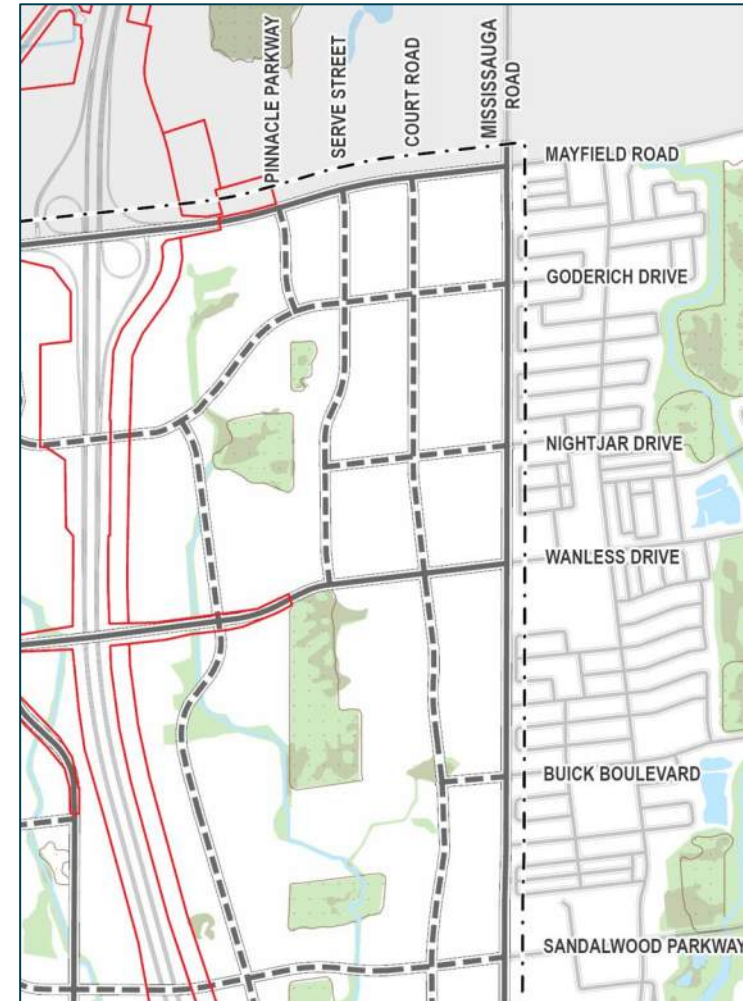 PINNACLE PARKWAY
SERVE STREET
COURT ROAD
MISSISSAUGA
ROAD
MAYFIELD ROAD
GODERICH DRIVE
NIGHTJAR DRIVE
WANLESS DRIVE
BUICK BOULEVARD
SANDALWOOD PARKWAY